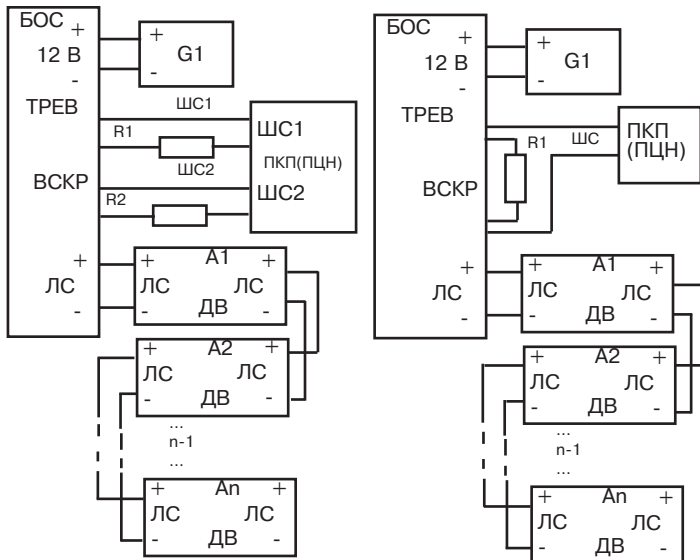 БОС
+
12 В
-
+
G1
-
ТРЕВ
ШС1
R1
ШС2
ВСКР
R2
ШС1
ПКП(ПЦН)
ШС2
+
ЛС
-
A1
+ +
ЛС ЛС
- -
ДВ
A2
+ +
ЛС ЛС
- -
ДВ
...
n-1
...
An
+ +
ЛС ЛС
- -
ДВ
БОС
+
12 В
-
+
G1
-
ТРЕВ
R1
ШС
ВСКР
ПКП
(ПЦН)
+
ЛС
-
A1
+ +
ЛС ЛС
- -
ДВ
A2
+ +
ЛС ЛС
- -
ДВ
...
n-1
...
An
+ +
ЛС ЛС
- -
ДВ